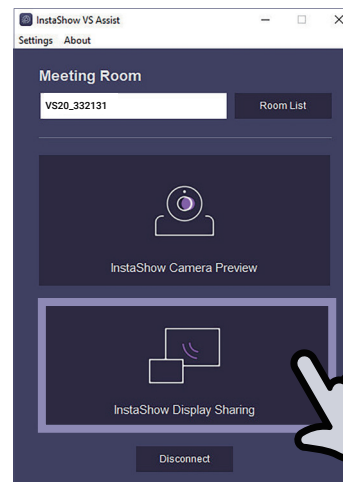 InstaShow VS Assist
Settings About
Meeting Room
VS20_332131
Room List
InstaShow Camera Preview
InstaShow Display Sharing
Disconnect